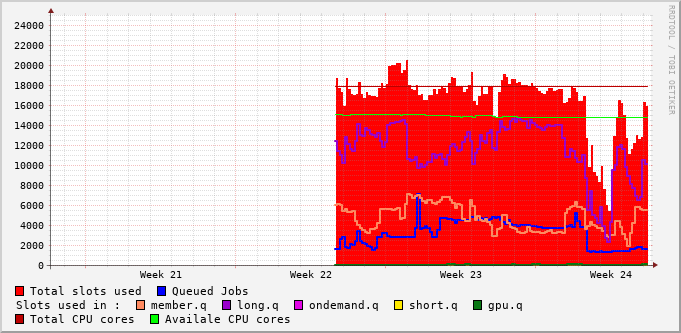 RRDTOOL / TOBI OETIKER
24000
22000
20000
18000
16000
14000
12000
10000
8000
6000
4000
2000
0
Week 21 Week 22 Week 23 Week 24
Total slots used Queued Jobs
Slots used in : member.q long.q ondemand.q short.q gpu.q
Total CPU cores Availale CPU cores